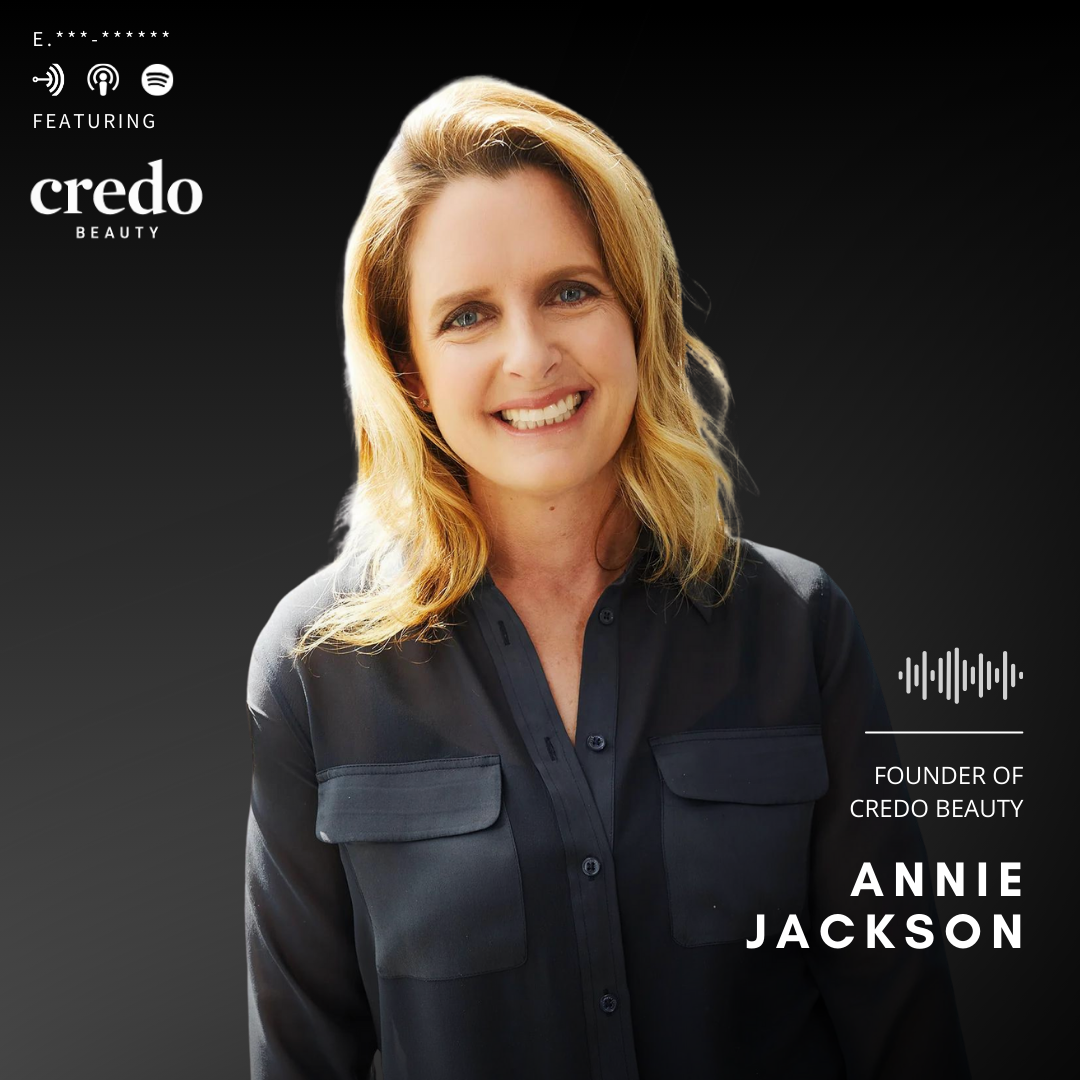 E.***-******
FEATURING
credo
BEAUTY
FOUNDER OF
CREDO BEAUTY
ANNIE
JACKSON